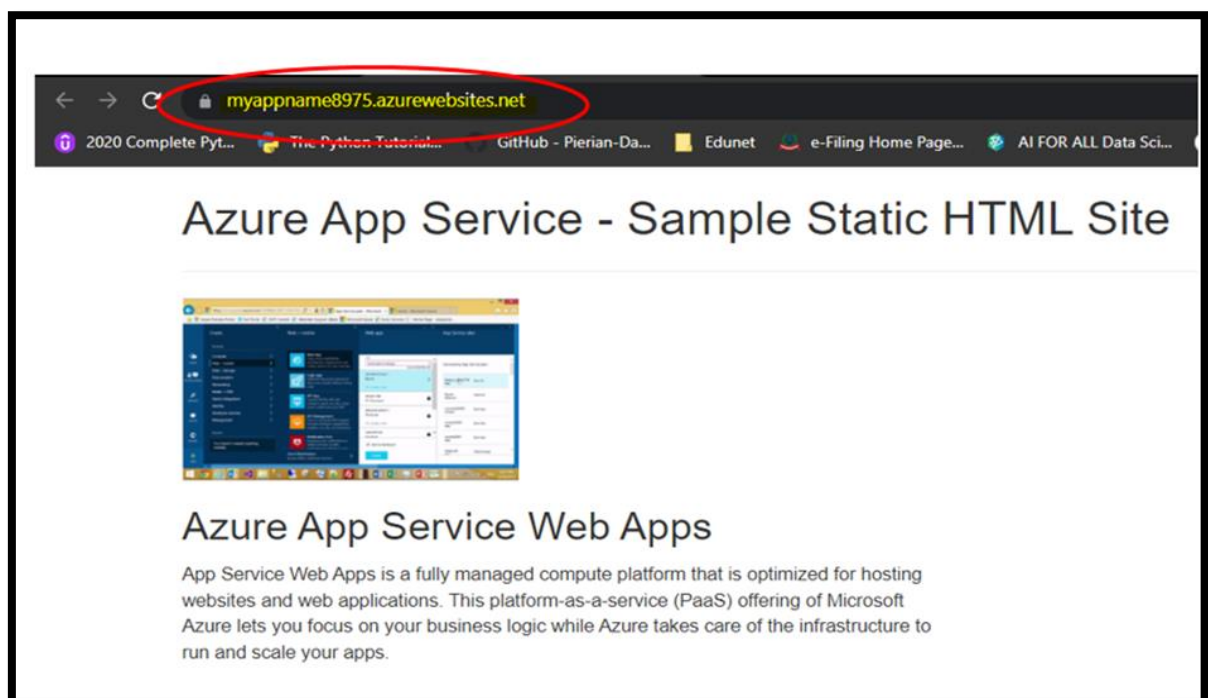 myappname8975.azurewebsites.net
2020 Complete Pyt... The Python Tutorial... GitHub - Pierian-Da... Edunet e-Filing Home Page... AI FOR ALL Data Sci...
Azure App Service - Sample Static HTML Site
Azure App Service Web Apps
App Service Web Apps is a fully managed compute platform that is optimized for hosting
websites and web applications. This platform-as-a-service (PaaS) offering of Microsoft
Azure lets you focus on your business logic while Azure takes care of the infrastructure to
run and scale your apps.